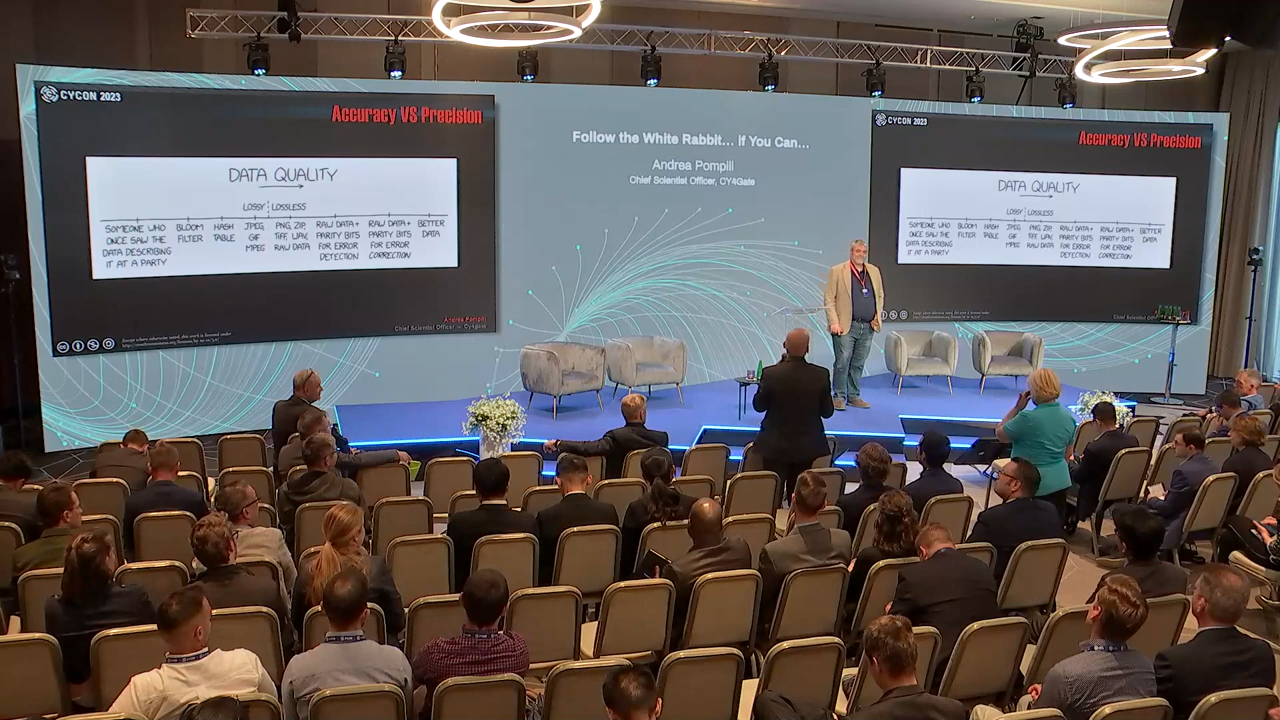 CYCON 2023
Accuracy VS Precision
DATA QUALITY
LOSSY LOSSLESS
SOMEONE WHO ONCE SAW THE DATA DESCRIBING IT AT A PARTY
BLOOM FILTER
HASH TABLE
JPEG, GIF, MPEG
PNG, ZIP, TIFF, WAV, RAW DATA
RAW DATA + PARITY BITS FOR ERROR DETECTION
RAW DATA + PARITY BITS FOR ERROR CORRECTION
BETTER DATA
Andrea Pompili
Chief Scientist Officer – Cy4gate
Follow the White Rabbit... If You Can...
Andrea Pompili
Chief Scientist Officer, CY4Gate
CYCON 2023
Accuracy VS Precision
DATA QUALITY
LOSSY LOSSLESS
SOMEONE WHO ONCE SAW THE DATA DESCRIBING IT AT A PARTY
BLOOM FILTER
HASH TABLE
JPEG, GIF, MPEG
PNG, ZIP, TIFF, WAV, RAW DATA
RAW DATA + PARITY BITS FOR ERROR DETECTION
RAW DATA + PARITY BITS FOR ERROR CORRECTION
BETTER DATA
Chief Scientist